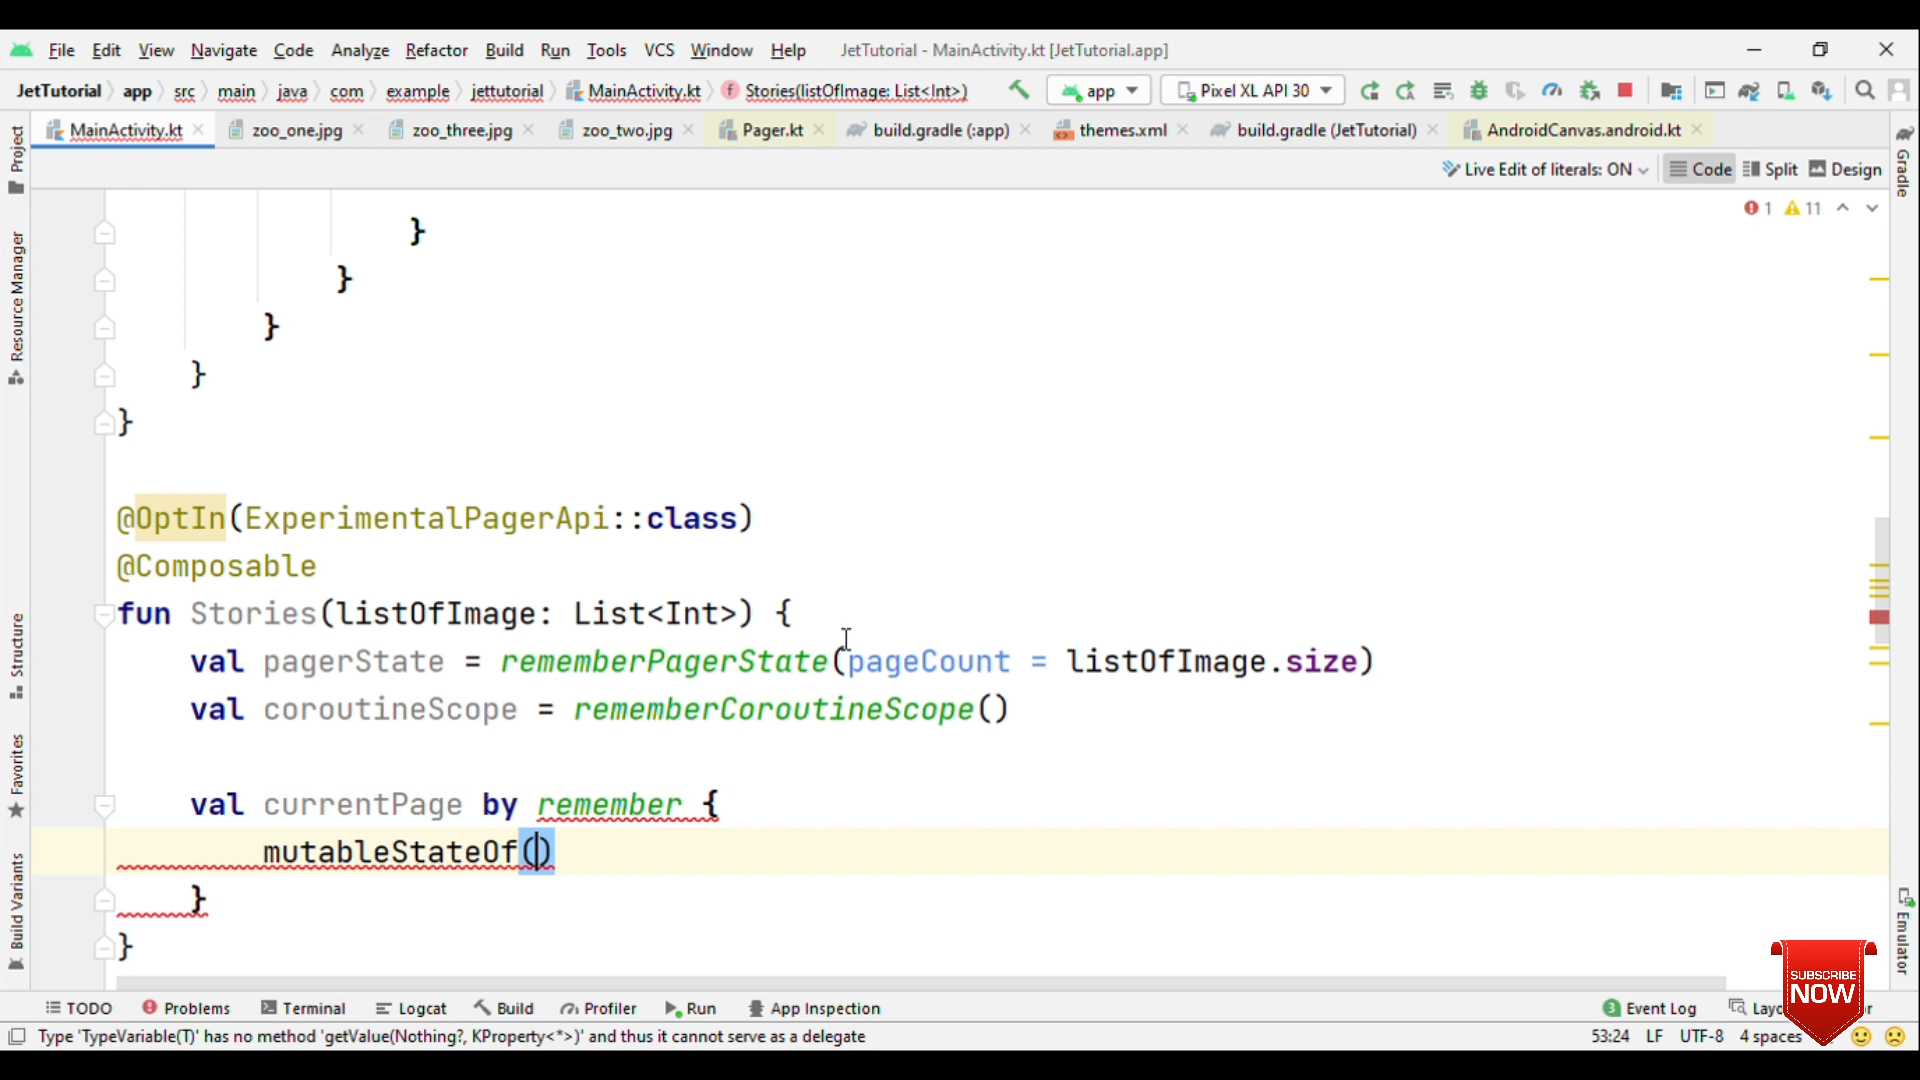 File Edit View Navigate Code Analyze Refactor Build Run Tools VCS Window Help JetTutorial - MainActivity.kt [JetTutorial.app]
JetTutorial app src main java com example jettutorial MainActivity.kt Stories(listOfImage: List<Int>) app Pixel XL API 30
MainActivity.kt zoo_one.jpg zoo_three.jpg zoo_two.jpg Pager.kt build.gradle (:app) themes.xml build.gradle (JetTutorial) AndroidCanvas.android.kt
Live Edit of literals: ON Code Split Design
1 11
Project
Resource Manager
Structure
Favorites
Build Variants
Gradle
Emulator
}
}
}
}
}
@OptIn(ExperimentalPagerApi::class)
@Composable
fun Stories(listOfImage: List<Int>) {
val pagerState = rememberPagerState(pageCount = listOfImage.size)
val coroutineScope = rememberCoroutineScope()
val currentPage by remember {
mutableStateOf()
}
}
SUBSCRIBE
NOW
TODO Problems Terminal Logcat Build Profiler Run App Inspection 3 Event Log
Type 'TypeVariable(T)' has no method 'getValue(Nothing?, KProperty<*>)' and thus it cannot serve as a delegate 53:24 LF UTF-8 4 spaces